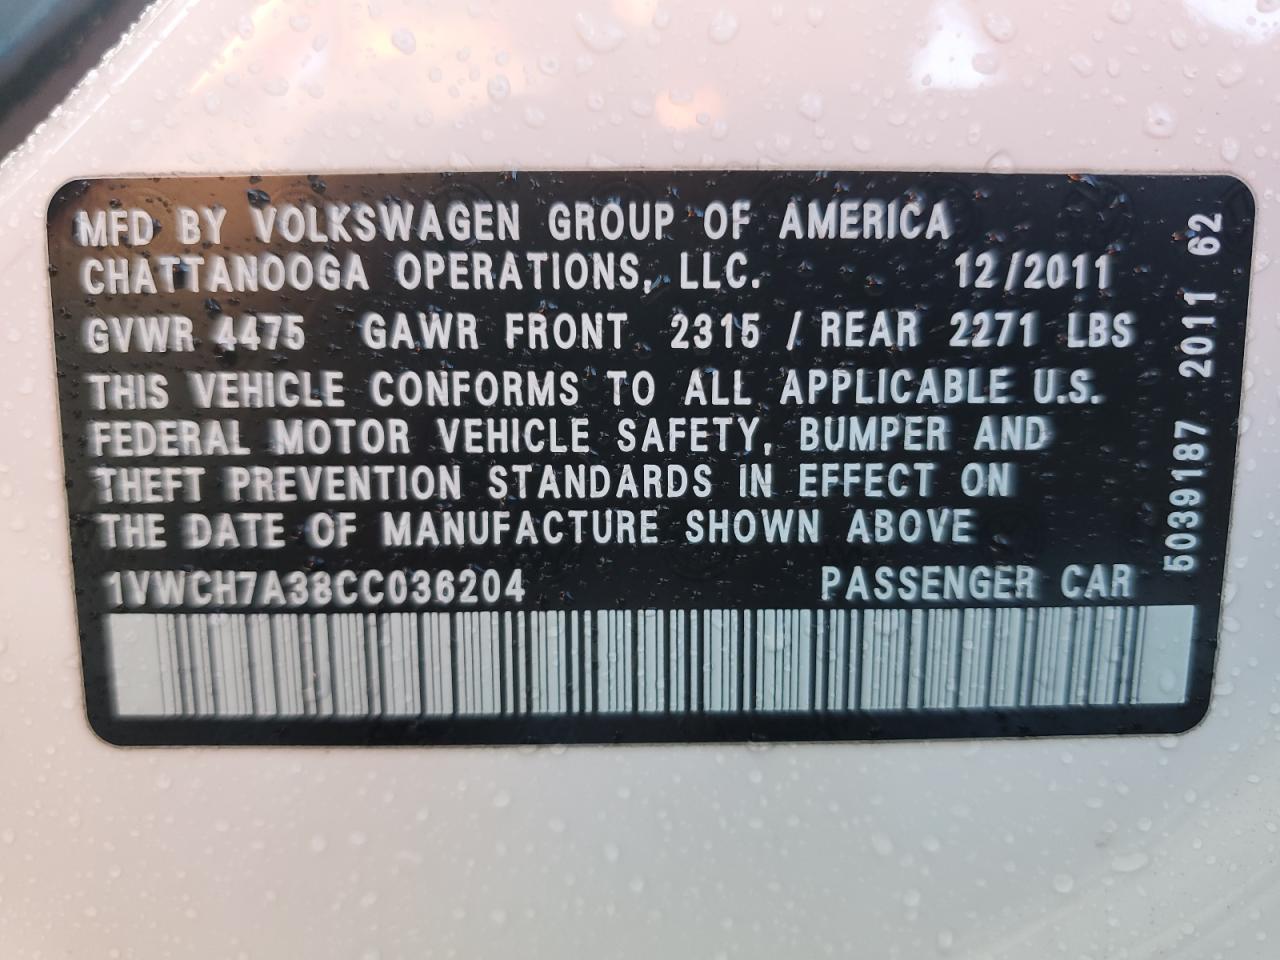 MFD BY VOLKSWAGEN GROUP OF AMERICA
CHATTANOOGA OPERATIONS, LLC. 12/2011
GVWR 4475 GAWR FRONT 2315 / REAR 2271 LBS
THIS VEHICLE CONFORMS TO ALL APPLICABLE U.S.
FEDERAL MOTOR VEHICLE SAFETY, BUMPER AND
THEFT PREVENTION STANDARDS IN EFFECT ON
THE DATE OF MANUFACTURE SHOWN ABOVE
1VWCH7A38CC036204 PASSENGER CAR
5039187 2011 62